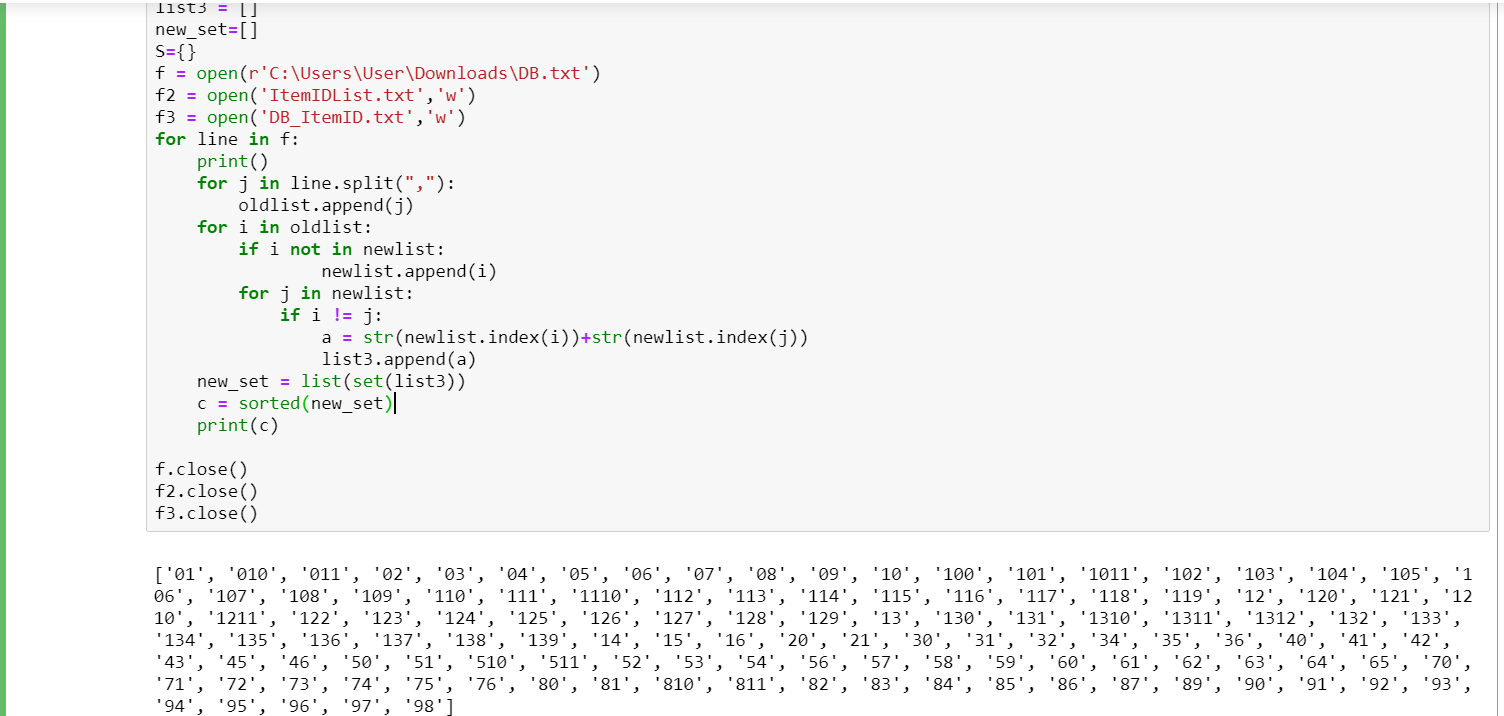 list3 = []
new_set=[]
S={}
f = open(r'C:\Users\User\Downloads\DB.txt')
f2 = open('ItemIDList.txt','w')
f3 = open('DB_ItemID.txt','w')
for line in f:
    print()
    for j in line.split(","):
        oldlist.append(j)
    for i in oldlist:
        if i not in newlist:
                newlist.append(i)
        for j in newlist:
            if i != j:
                a = str(newlist.index(i))+str(newlist.index(j))
                list3.append(a)
    new_set = list(set(list3))
    c = sorted(new_set)
    print(c)
f.close()
f2.close()
f3.close()
['01', '010', '011', '02', '03', '04', '05', '06', '07', '08', '09', '10', '100', '101', '1011', '102', '103', '104', '105', '1
06', '107', '108', '109', '110', '111', '1110', '112', '113', '114', '115', '116', '117', '118', '119', '12', '120', '121', '12
10', '1211', '122', '123', '124', '125', '126', '127', '128', '129', '13', '130', '131', '1310', '1311', '1312', '132', '133',
'134', '135', '136', '137', '138', '139', '14', '15', '16', '20', '21', '30', '31', '32', '34', '35', '36', '40', '41', '42',
'43', '45', '46', '50', '51', '510', '511', '52', '53', '54', '56', '57', '58', '59', '60', '61', '62', '63', '64', '65', '70',
'71', '72', '73', '74', '75', '76', '80', '81', '810', '811', '82', '83', '84', '85', '86', '87', '89', '90', '91', '92', '93',
'94', '95', '96', '97', '98']